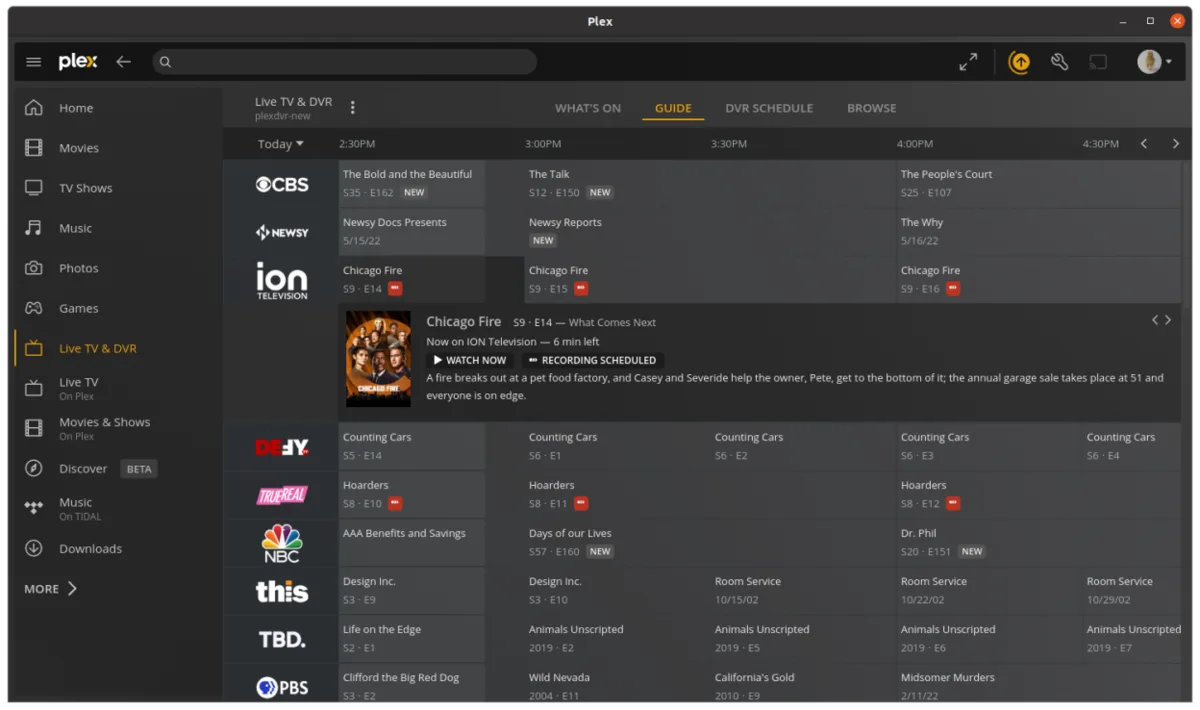 Plex
plex
Live TV & DVR
plexdvr-new
WHAT'S ON GUIDE DVR SCHEDULE BROWSE
Home
Movies
TV Shows
Music
Photos
Games
Live TV & DVR
Live TV
On Plex
Movies & Shows
On Plex
Discover BETA
Music
On TIDAL
Downloads
MORE
Today 2:30PM 3:00PM 3:30PM 4:00PM 4:30PM
CBS
The Bold and the Beautiful The Talk The People's Court
S35 · E162 NEW S12 · E150 NEW S25 · E107
NEWSY
Newsy Docs Presents Newsy Reports The Why
5/15/22 NEW 5/16/22
ion
TELEVISION
Chicago Fire Chicago Fire Chicago Fire
S9 · E14 S9 · E15 S9 · E16
CHICAGO FIRE
Chicago Fire S9 · E14 — What Comes Next
Now on ION Television — 6 min left
WATCH NOW RECORDING SCHEDULED
A fire breaks out at a pet food factory, and Casey and Severide help the owner, Pete, get to the bottom of it; the annual garage sale takes place at 51 and
everyone is on edge.
DEFY
Counting Cars Counting Cars Counting Cars Counting Cars Counting Cars
S5 · E14 S6 · E1 S6 · E2 S6 · E3 S6 · E4
TRUEREAL
Hoarders Hoarders Hoarders
S8 · E10 S8 · E11 S8 · E12
NBC
AAA Benefits and Savings Days of our Lives Dr. Phil
S57 · E160 NEW S20 · E151 NEW
this
Design Inc. Design Inc. Room Service Room Service Room Service
S3 · E9 S3 · E10 10/15/02 10/22/02 10/29/02
TBD.
Life on the Edge Animals Unscripted Animals Unscripted Animals Unscripted Animals Unscripted
S2 · E1 2019 · E2 2019 · E5 2019 · E6 2019 · E7
PBS
Clifford the Big Red Dog Wild Nevada California's Gold Midsomer Murders
S3 · E2 2004 · E11 2010 · E9 2/11/22